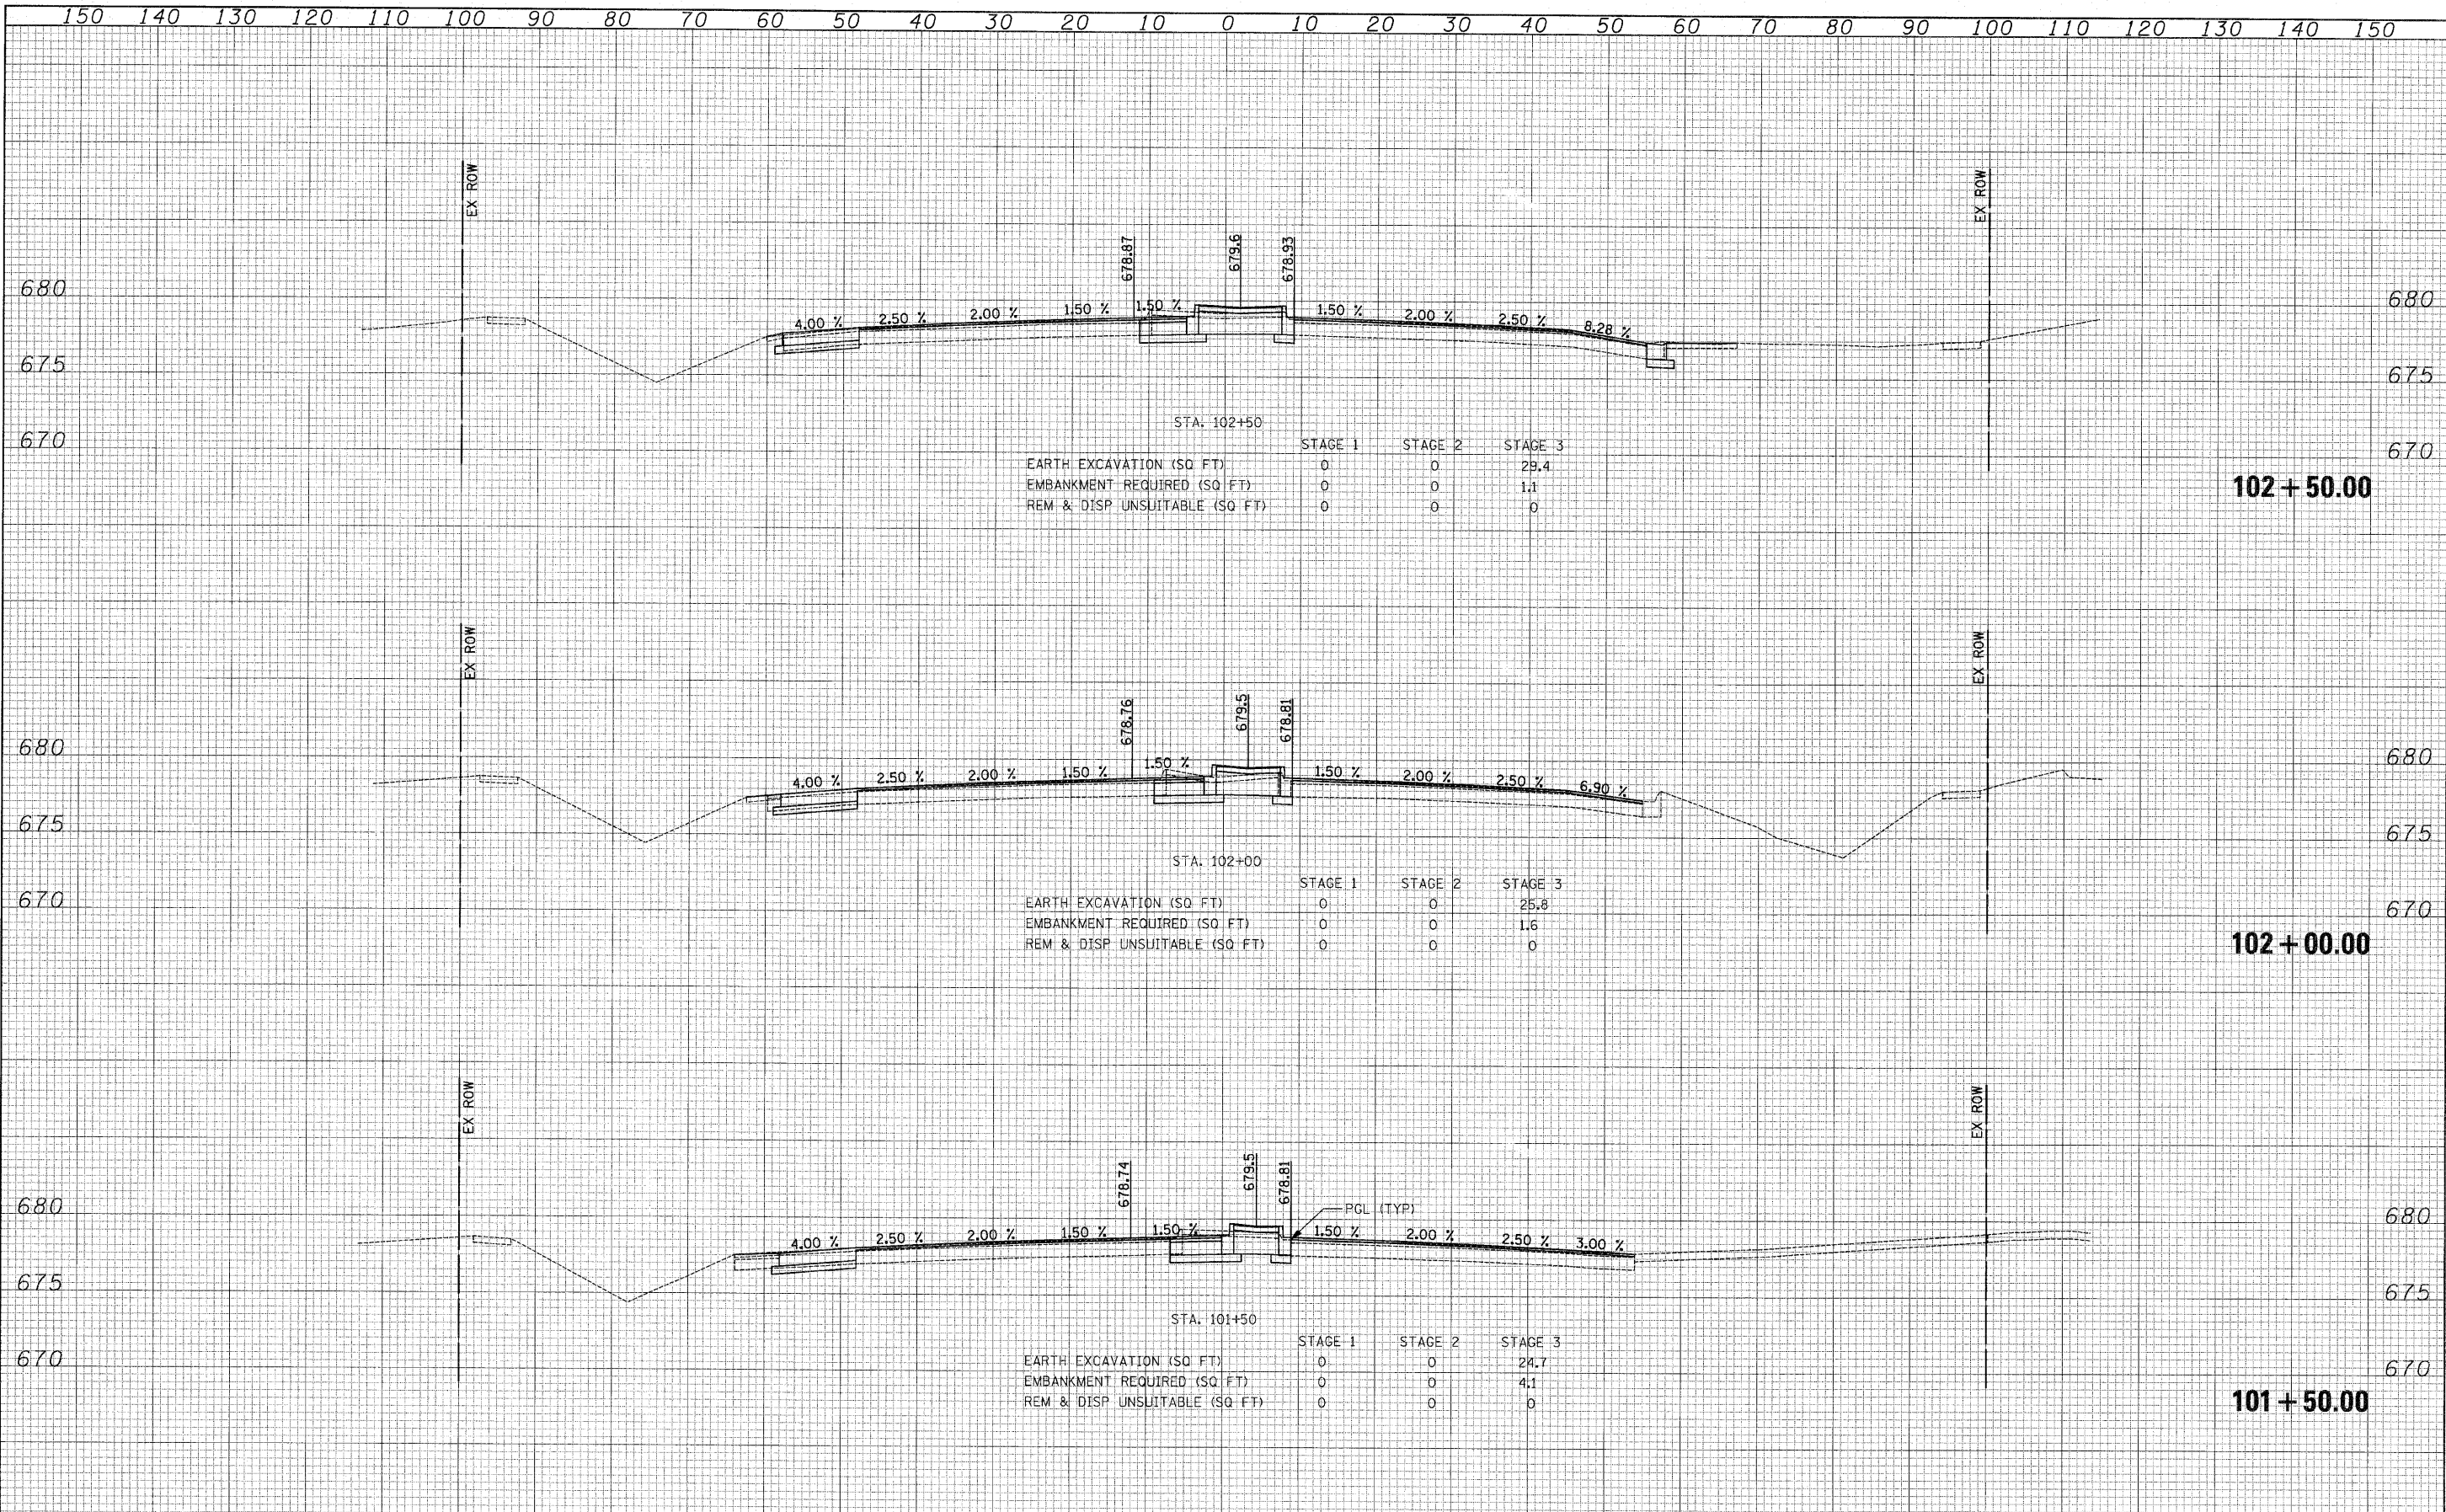 150 140 130 120 110 100 90 80 70 60 50 40 30 20 10 0 10 20 30 40 50 60 70 80 90 100 110 120 130 140 150
EX ROW
EX ROW
678.87 679.6 678.93
680 680
4.00 % 2.50 % 2.00 % 1.50 % 1.50 % 1.50 % 2.00 % 2.50 % 8.28 %
675 675
STA. 102+50
670 670
STAGE 1 STAGE 2 STAGE 3
EARTH EXCAVATION (SQ FT) 0 0 29.4
EMBANKMENT REQUIRED (SQ FT) 0 0 1.1
REM & DISP UNSUITABLE (SQ FT) 0 0 0
102+50.00
EX ROW
EX ROW
678.76 679.5 678.81
680 680
4.00 % 2.50 % 2.00 % 1.50 % 1.50 % 1.50 % 2.00 % 2.50 % 6.90 %
675 675
STA. 102+00
STAGE 1 STAGE 2 STAGE 3
670 670
EARTH EXCAVATION (SQ FT) 0 0 25.8
EMBANKMENT REQUIRED (SQ FT) 0 0 1.6
REM & DISP UNSUITABLE (SQ FT) 0 0 0
102+00.00
EX ROW
EX ROW
678.74 679.5 678.81
PGL (TYP)
680 680
4.00 % 2.50 % 2.00 % 1.50 % 1.50 % 1.50 % 2.00 % 2.50 % 3.00 %
675 675
STA. 101+50
STAGE 1 STAGE 2 STAGE 3
670 670
EARTH EXCAVATION (SQ FT) 0 0 24.7
EMBANKMENT REQUIRED (SQ FT) 0 0 4.1
REM & DISP UNSUITABLE (SQ FT) 0 0 0
101+50.00